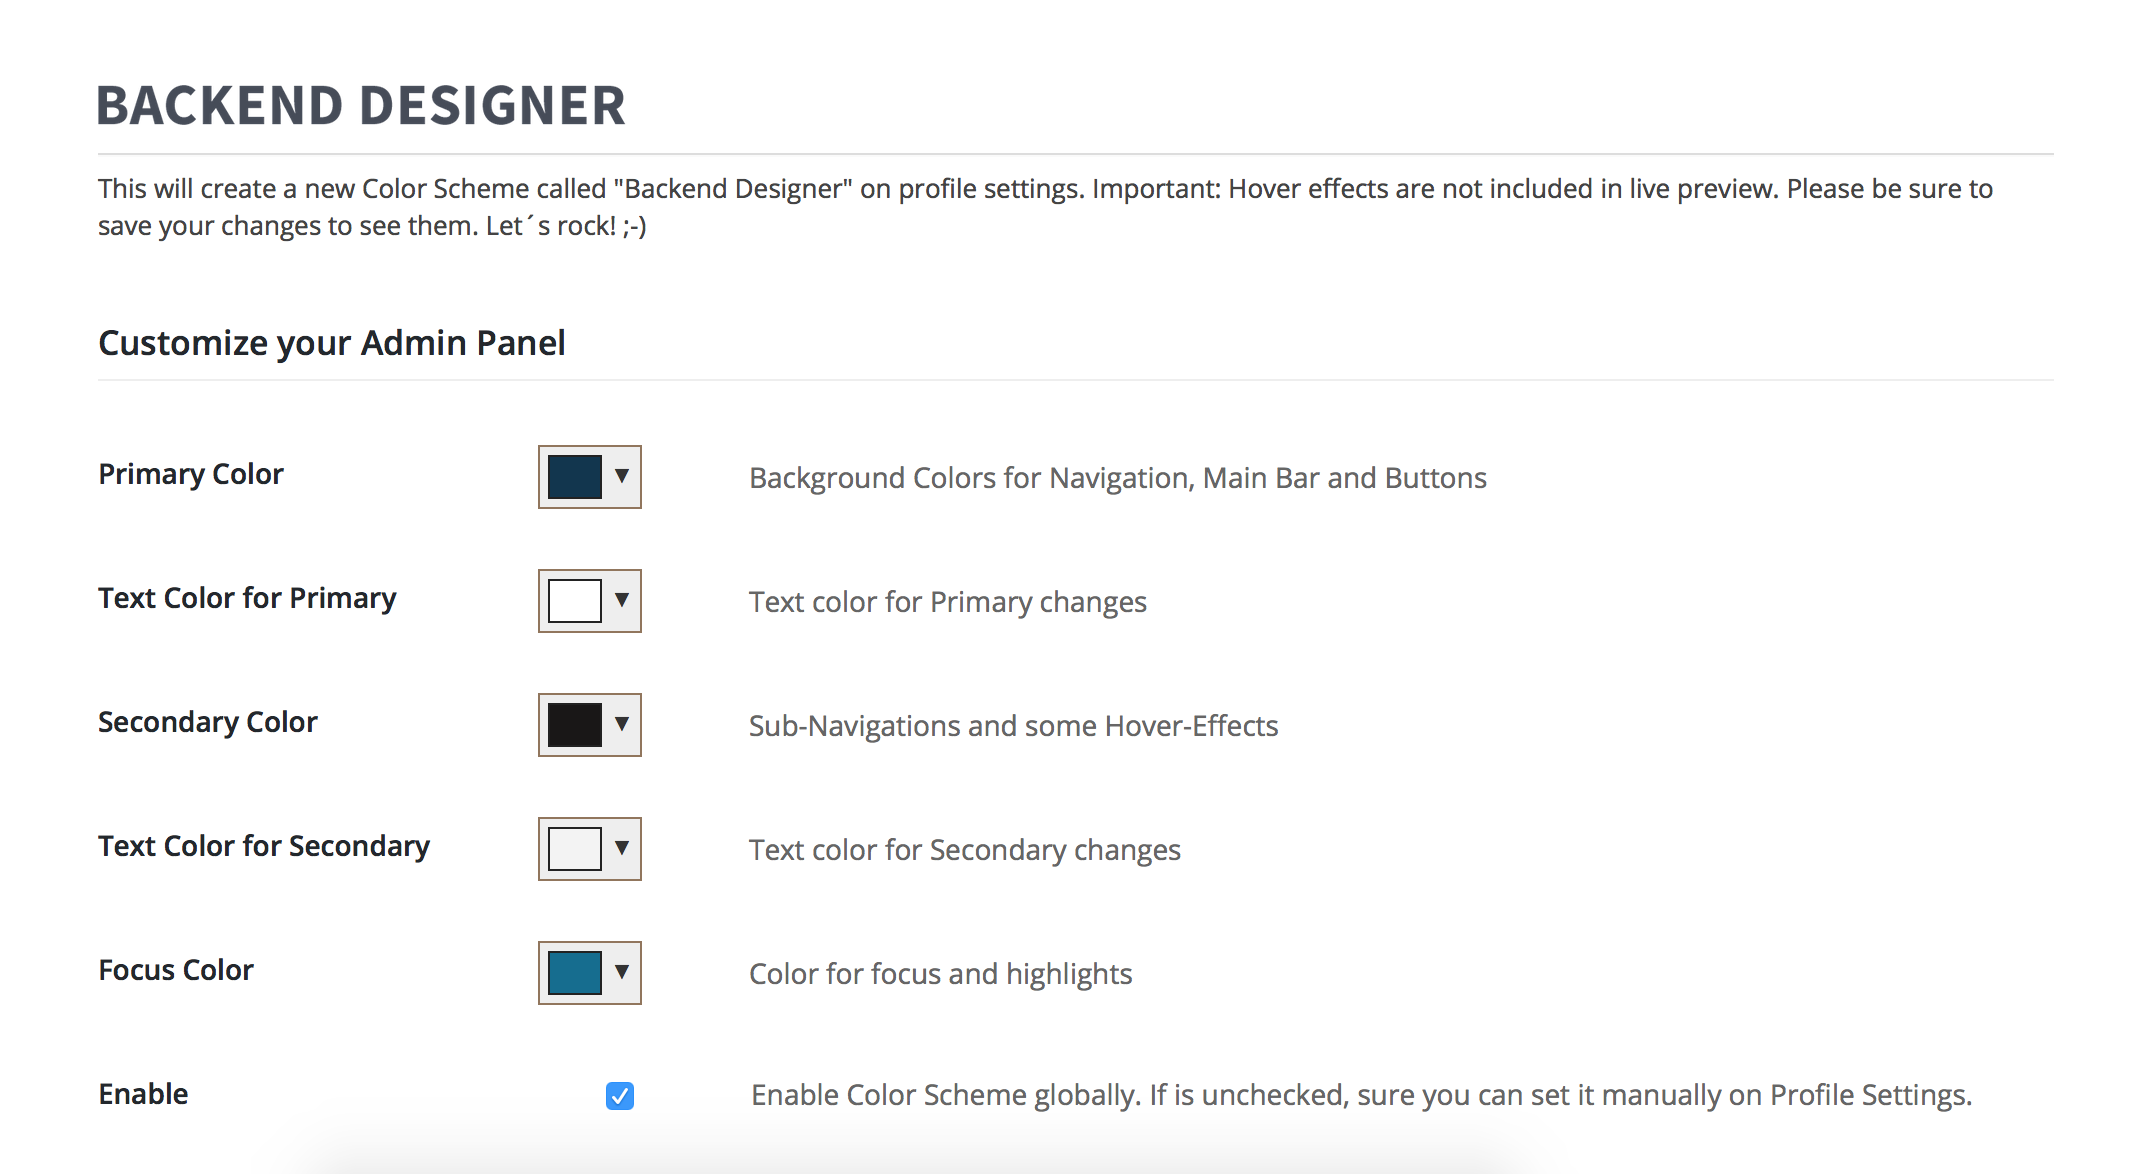 BACKEND DESIGNER
This will create a new Color Scheme called "Backend Designer" on profile settings. Important: Hover effects are not included in live preview. Please be sure to
save your changes to see them. Let´s rock! ;-)
Customize your Admin Panel
Primary Color ▼ Background Colors for Navigation, Main Bar and Buttons
Text Color for Primary ▼ Text color for Primary changes
Secondary Color ▼ Sub-Navigations and some Hover-Effects
Text Color for Secondary ▼ Text color for Secondary changes
Focus Color ▼ Color for focus and highlights
Enable Enable Color Scheme globally. If is unchecked, sure you can set it manually on Profile Settings.